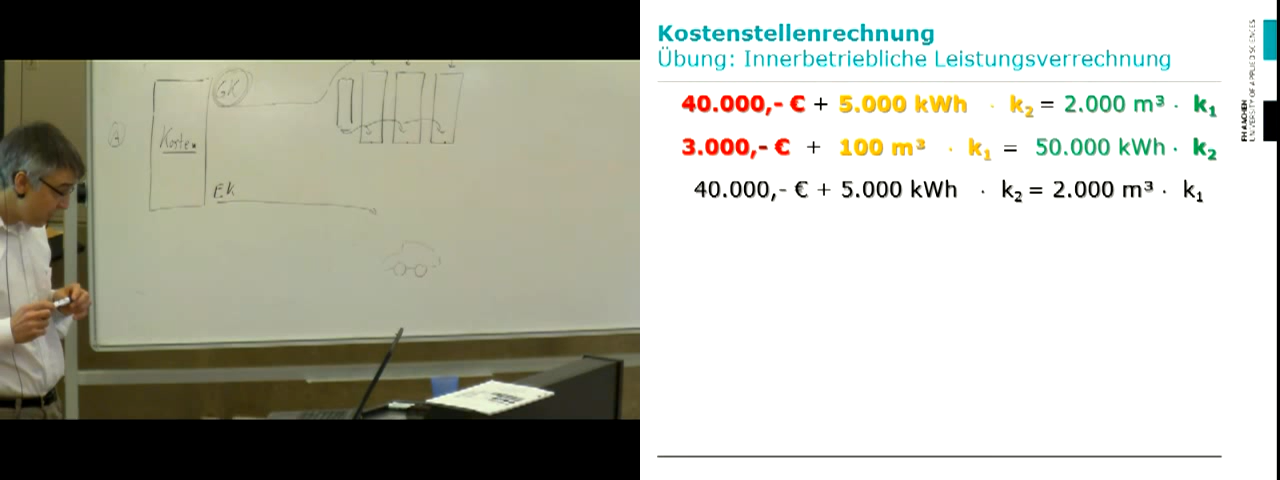 GK
Kosten
EK
Kostenstellenrechnung
Übung: Innerbetriebliche Leistungsverrechnung
40.000,- € + 5.000 kWh · k₂ = 2.000 m³ · k₁
3.000,- € + 100 m³ · k₁ = 50.000 kWh · k₂
40.000,- € + 5.000 kWh · k₂ = 2.000 m³ · k₁
FH AACHEN
UNIVERSITY OF APPLIED SCIENCES